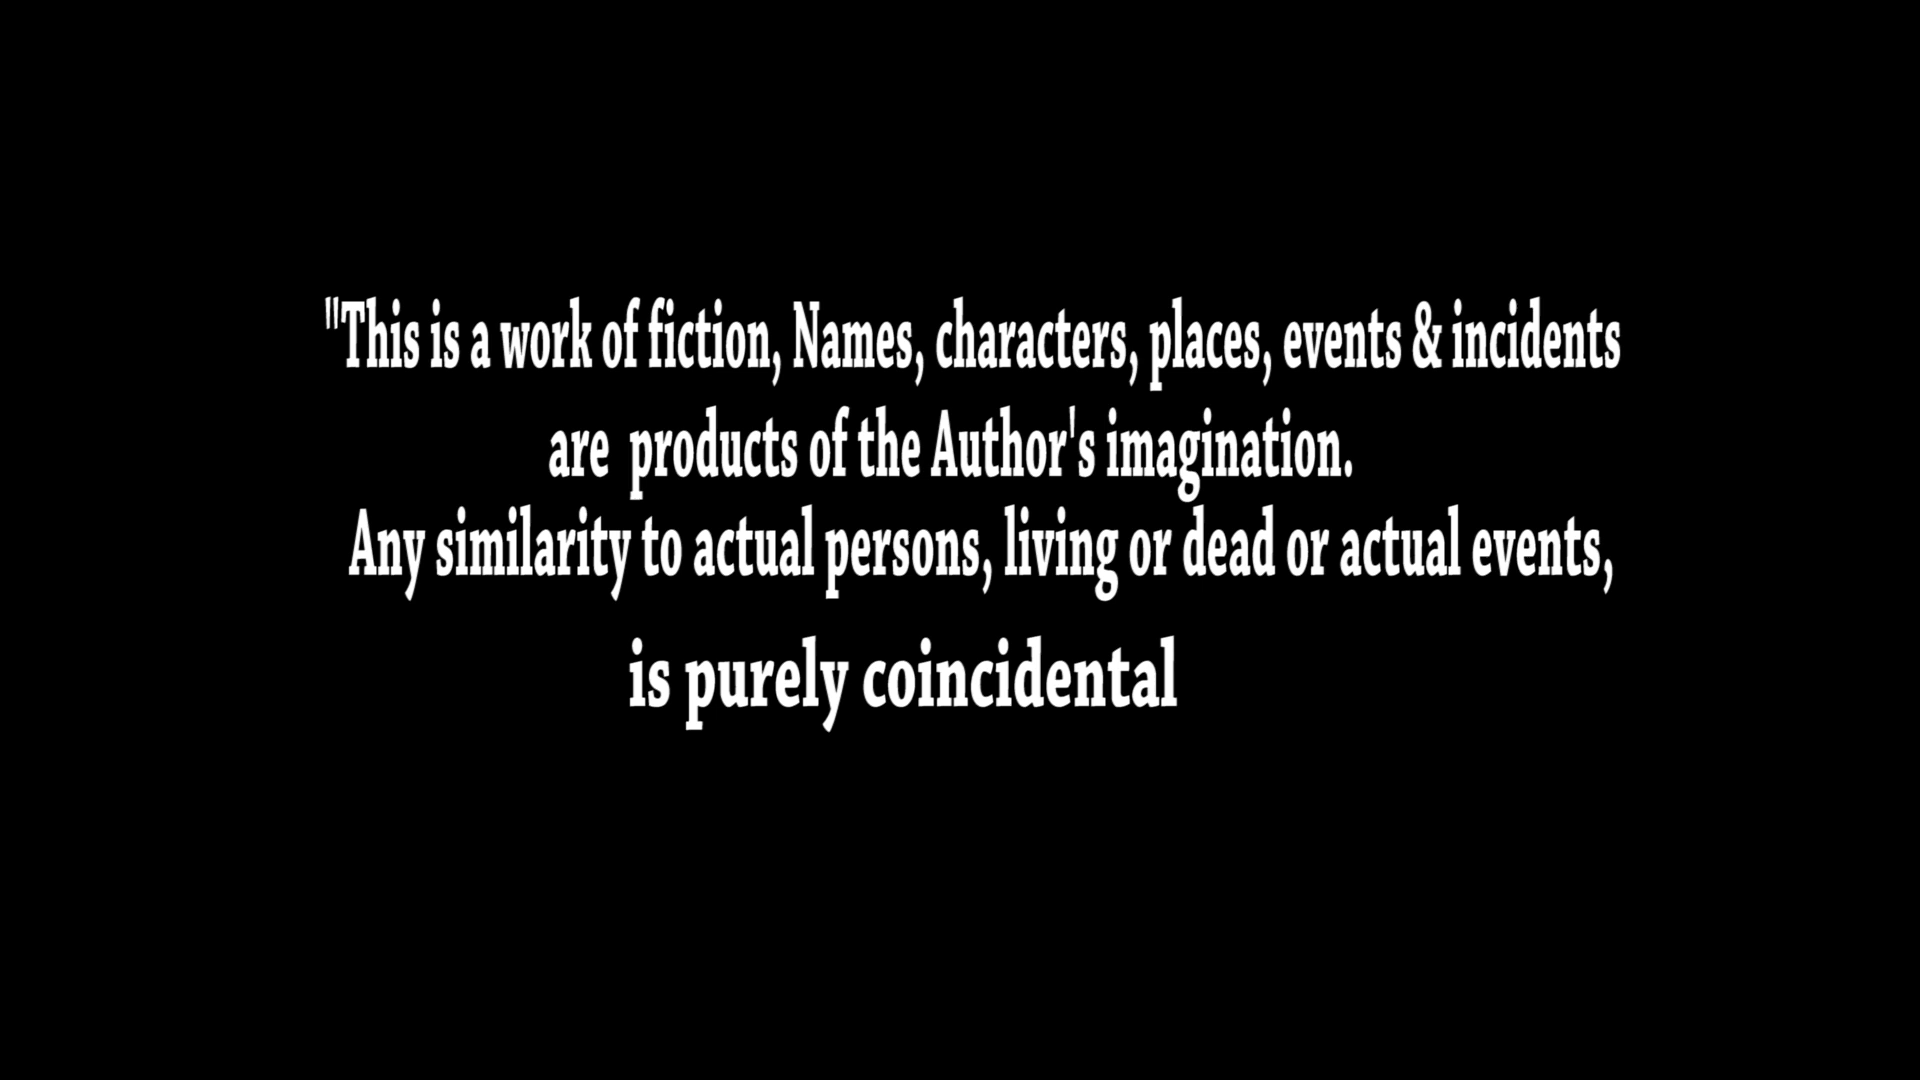 "This is a work of fiction, Names, characters, places, events & incidents
are  products of the Author's imagination.
Any similarity to actual persons, living or dead or actual events,
is purely coincidental